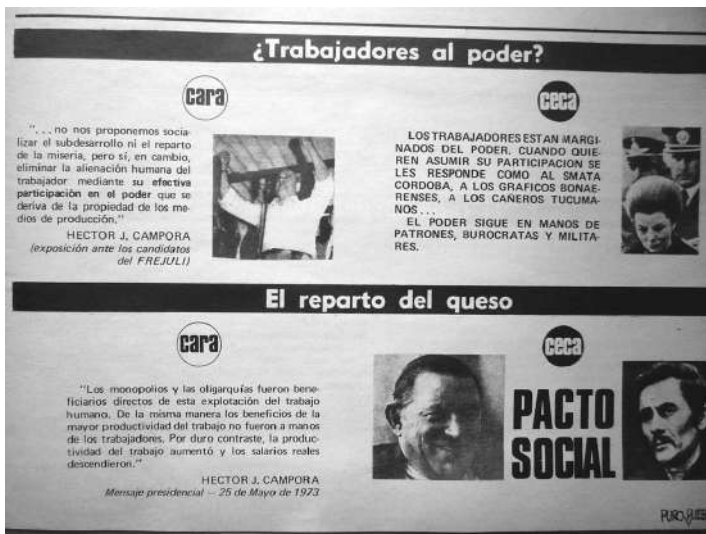 ¿Trabajadores al poder?
cara
"...no nos proponemos socia-
lizar el subdesarrollo ni el reparto
de la miseria, pero sí, en cambio,
eliminar la alienación humana del
trabajador mediante su efectiva
participación en el poder que se
deriva de la propiedad de los me-
dios de producción."
HECTOR J. CAMPORA
(exposición ante los candidatos
del FREJULI)
ceca
LOS TRABAJADORES ESTAN MARGI-
NADOS DEL PODER. CUANDO QUIE-
REN ASUMIR SU PARTICIPACION SE
LES RESPONDE COMO AL SMATA
CORDOBA, A LOS GRAFICOS BONAE-
RENSES, A LOS CAÑEROS TUCUMA-
NOS...
EL PODER SIGUE EN MANOS DE
PATRONES, BUROCRATAS Y MILITA-
RES.
El reparto del queso
cara
"Los monopolios y las oligarquías fueron bene-
ficiarios directos de esta explotación del trabajo
humano. De la misma manera los beneficios de la
mayor productividad del trabajo no fueron a manos
de los trabajadores. Por duro contraste, la produc-
tividad del trabajo aumentó y los salarios reales
descendieron."
HECTOR J. CAMPORA
Mensaje presidencial — 25 de Mayo de 1973
ceca
PACTO
SOCIAL